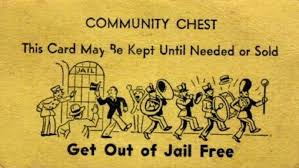 COMMUNITY CHEST
This Card May Be Kept Until Needed or Sold
JAIL
Get Out of Jail Free